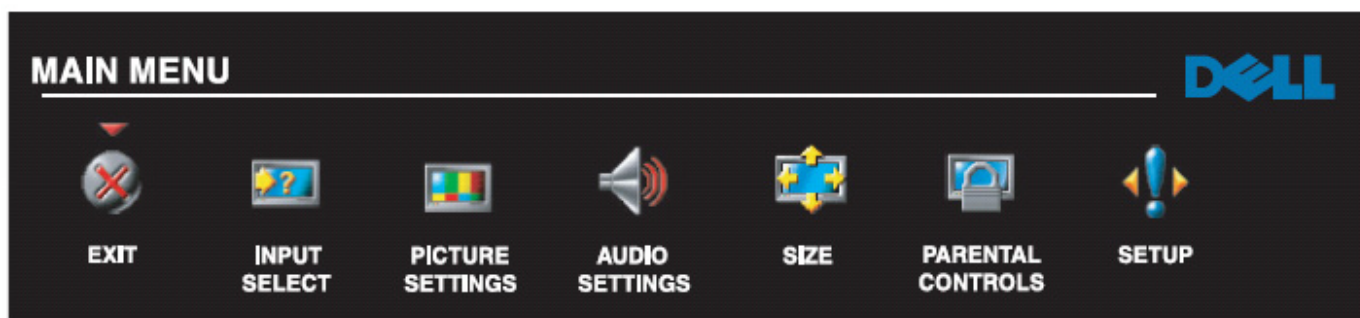 MAIN MENU
DELL
EXIT
INPUT
SELECT
PICTURE
SETTINGS
AUDIO
SETTINGS
SIZE
PARENTAL
CONTROLS
SETUP
?